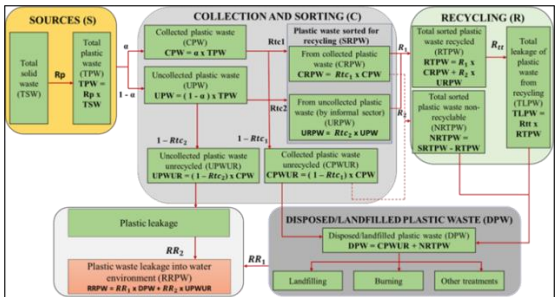 SOURCES (S)
Total
solid
waste
(TSW)
Rp
Total
plastic
waste
(TPW)
TPW=
Rp x
TSW
α
1 - α
COLLECTION AND SORTING (C)
Collected plastic waste
(CPW)
CPW = α x TPW
Uncollected plastic waste
(UPW)
UPW = (1 - α) x TPW
Rtc1
Rtc2
Plastic waste sorted for
recycling (SRPW)
From collected plastic
waste (CRPW)
CRPW= Rtc₁ x CPW
From uncollected plastic
waste (by informal sector)
(URPW)
URPW = Rtc₂ x UPW
1 - Rtc₂
1 - Rtc₁
Uncollected plastic waste
unrecycled (UPWUR)
UPWUR= (1 - Rtc₂) x CPW
Collected plastic waste
unrecycled (CPWUR)
CPWUR= (1 - Rtc₁) x CPW
R₁
R₂
RECYCLING (R)
Total sorted plastic
waste recycled
(RTPW)
RTPW= R₁ x
CRPW + R₂ x
URPW
Total sorted
plastic waste non-
recyclable
(NRTPW)
NRTPW=
SRTPW - RTPW
Rtt
Total
leakage of
plastic
waste
from
recycling
(TLPW)
TLPW=
Rtt x
RTPW
Plastic leakage
RR₂
Plastic waste leakage into water
environment (RRPW)
RRPW = RR₁ x DPW + RR₂ x UPWUR
RR₁
DISPOSED/LANDFILLED PLASTIC WASTE (DPW)
Disposed/landfilled plastic waste (DPW)
DPW = CPWUR + NRTPW
Landfilling
Burning
Other treatments